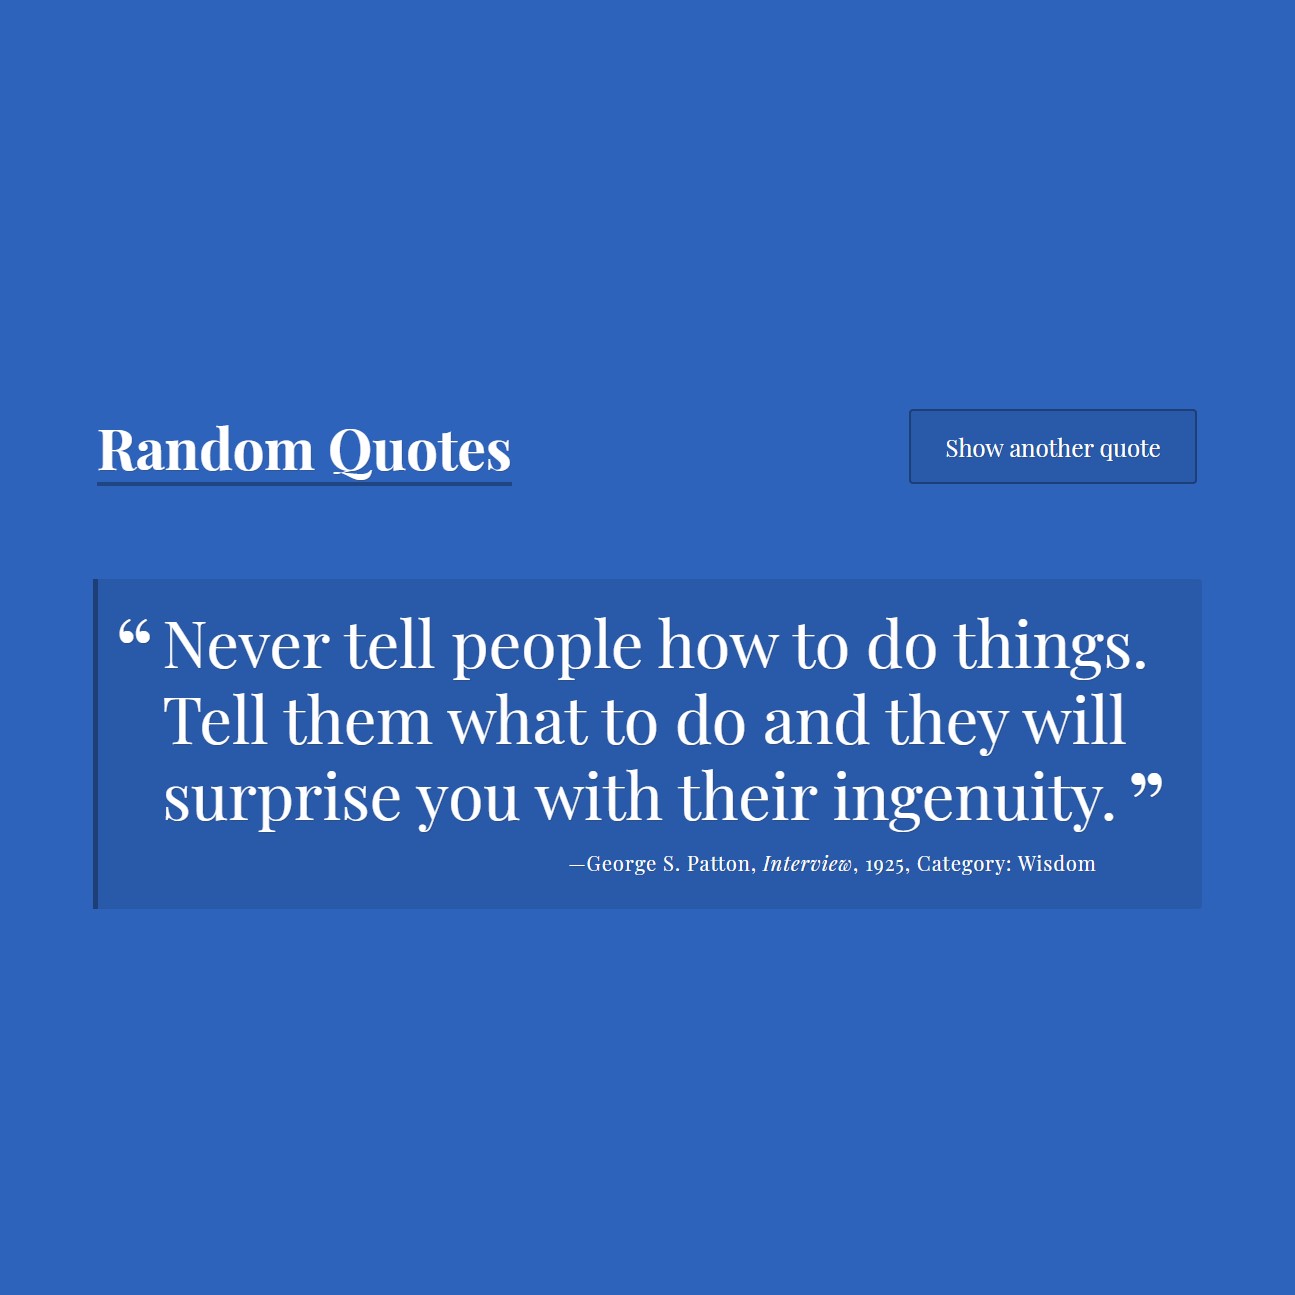 Random Quotes
Show another quote
“ Never tell people how to do things.
Tell them what to do and they will
surprise you with their ingenuity. ”
—George S. Patton, Interview, 1925, Category: Wisdom